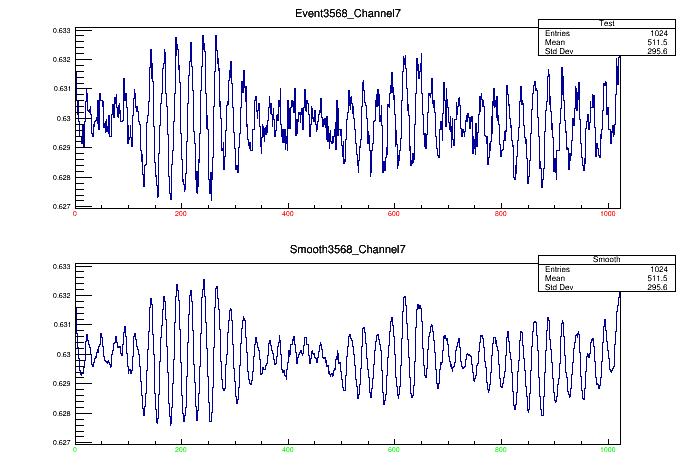 Event3568_Channel7
Test
Entries 1024
Mean 511.5
Std Dev 295.6
0.633
0.632
0.631
0.63
0.629
0.628
0.627
0 200 400 600 800 1000
Smooth3568_Channel7
Smooth
Entries 1024
Mean 511.5
Std Dev 295.6
0.633
0.632
0.631
0.63
0.629
0.628
0.627
0 200 400 600 800 1000